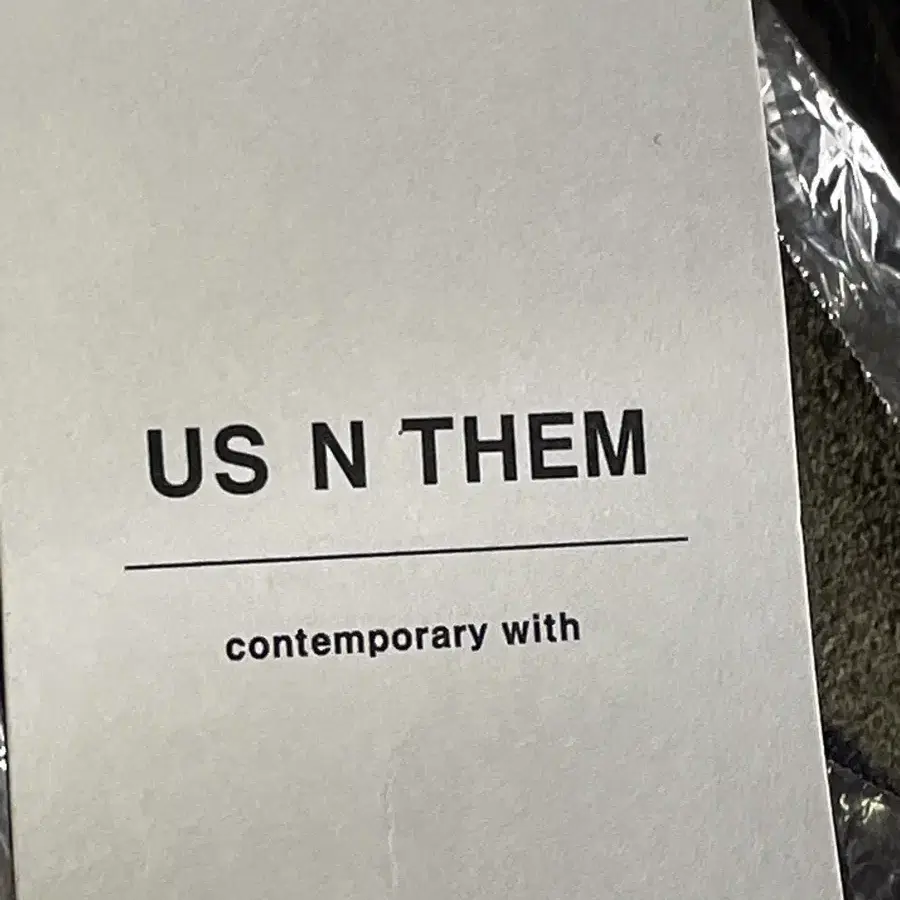 US N THEM
contemporary with